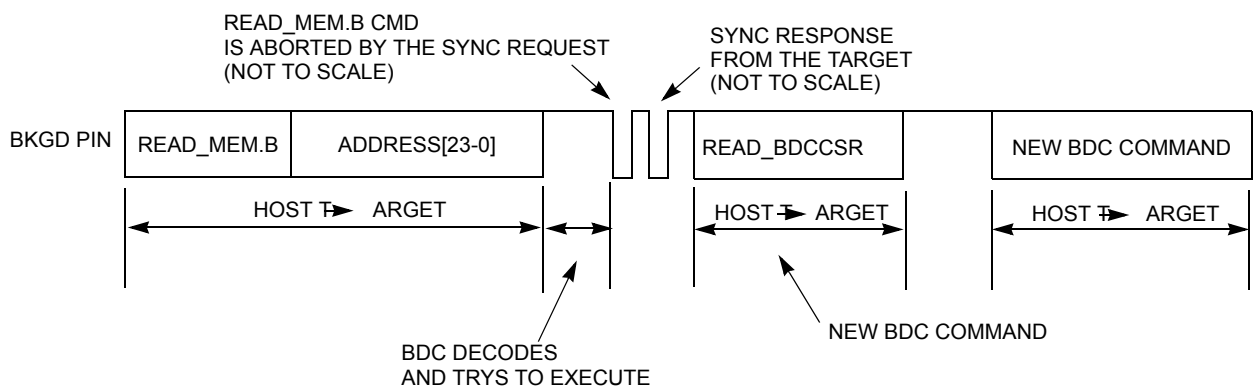 READ_MEM.B CMD
IS ABORTED BY THE SYNC REQUEST
(NOT TO SCALE)
SYNC RESPONSE
FROM THE TARGET
(NOT TO SCALE)
BKGD PIN
READ_MEM.B
ADDRESS[23-0]
READ_BDCCSR
NEW BDC COMMAND
HOST T ARGET
HOST T ARGET
HOST T ARGET
NEW BDC COMMAND
BDC DECODES
AND TRYS TO EXECUTE